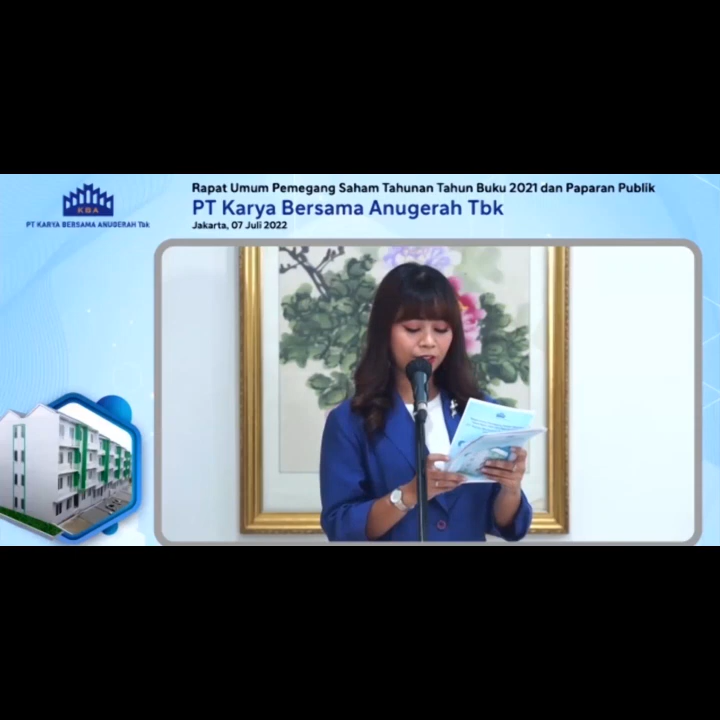 Rapat Umum Pemegang Saham Tahunan Tahun Buku 2021 dan Paparan Publik
KBA
PT Karya Bersama Anugerah Tbk
PT KARYA BERSAMA ANUGERAH Tbk
Jakarta, 07 Juli 2022